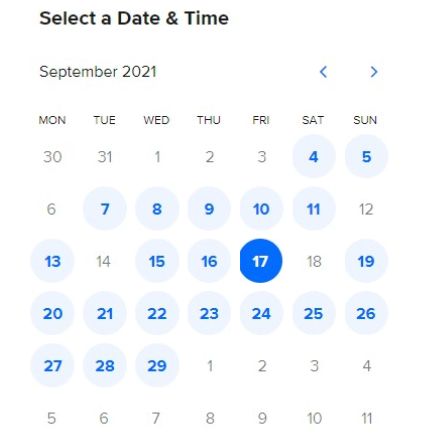 Select a Date & Time
September 2021
MON TUE WED THU FRI SAT SUN
30 31 1 2 3 4 5
6 7 8 9 10 11 12
13 14 15 16 17 18 19
20 21 22 23 24 25 26
27 28 29 1 2 3 4
5 6 7 8 9 10 11